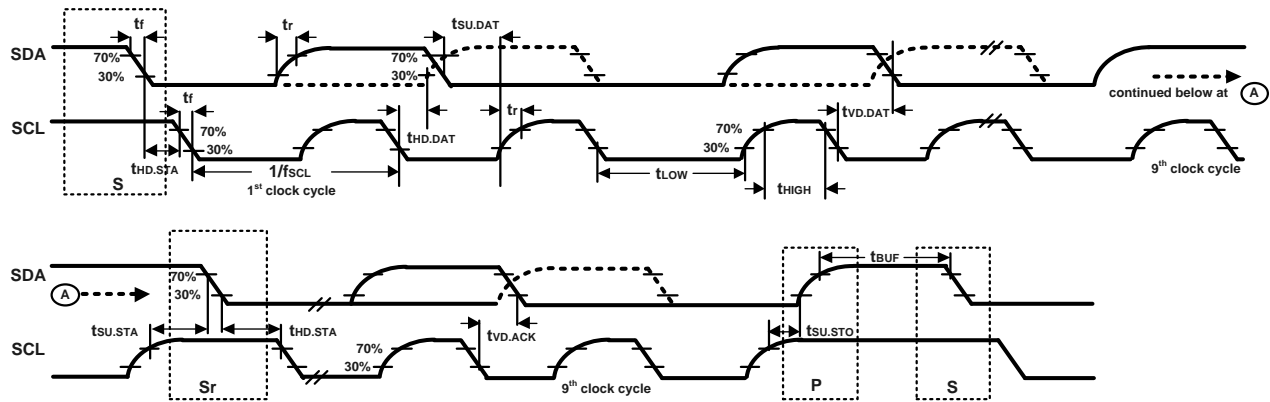 tf
tr
tSU.DAT
SDA
70%
30%
70%
30%
continued below at A
tf
tHD.DAT
tr
tVD.DAT
SCL
70%
30%
70%
30%
tHD.STA
1/fSCL
tLOW
tHIGH
S
1st clock cycle
9th clock cycle
tBUF
SDA
70%
30%
A
tSU.STA
tHD.STA
tVD.ACK
tSU.STO
SCL
70%
30%
Sr
9th clock cycle
P
S